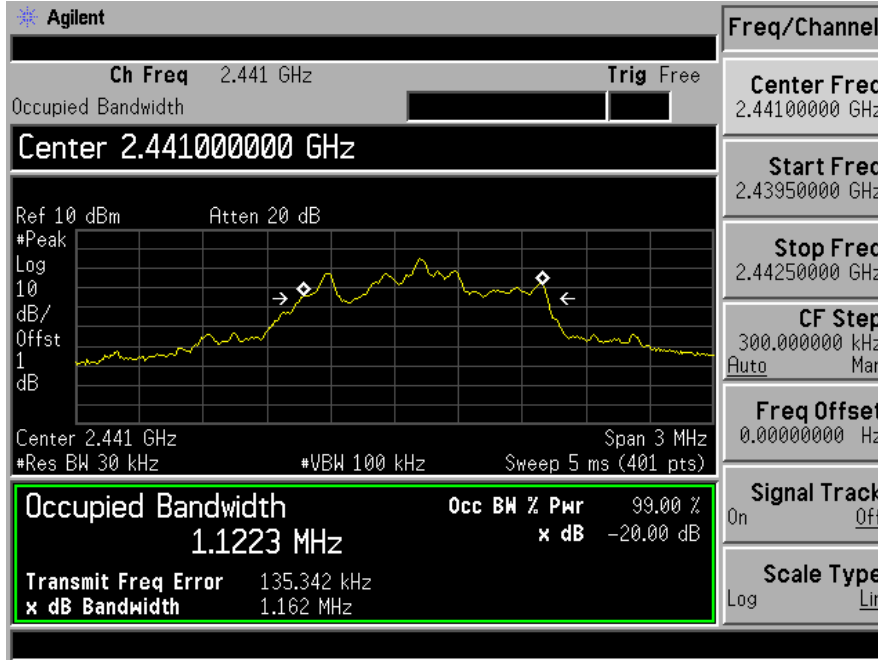 Agilent
Freq/Channel
Ch Freq 2.441 GHz Trig Free
Occupied Bandwidth
Center 2.441000000 GHz
Ref 10 dBm Atten 20 dB
#Peak
Log
10
dB/
Offst
1
dB
Center 2.441 GHz Span 3 MHz
#Res BW 30 kHz #VBW 100 kHz Sweep 5 ms (401 pts)
Occupied Bandwidth
1.1223 MHz
Occ BW % Pwr 99.00 %
x dB -20.00 dB
Transmit Freq Error 135.342 kHz
x dB Bandwidth 1.162 MHz
Center Freq
2.44100000 GHz
Start Freq
2.43950000 GHz
Stop Freq
2.44250000 GHz
CF Step
300.000000 kHz
Auto Man
Freq Offset
0.00000000 Hz
Signal Track
On Off
Scale Type
Log Lin